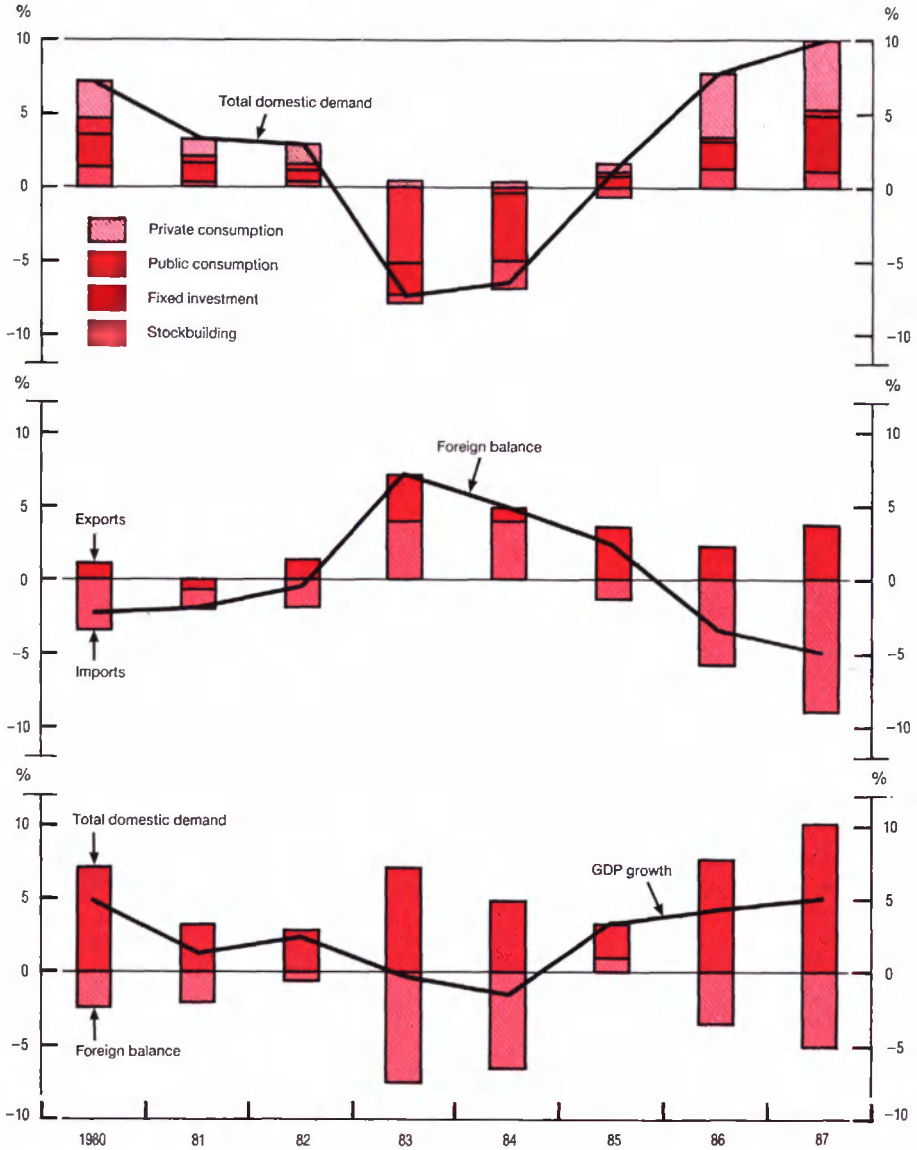 % %
10 10
Total domestic demand
5 5
0 0
Private consumption
Public consumption
-5 -5
Fixed investment
Stockbuilding
-10 -10
% %
10 10
Foreign balance
5 5
Exports
0 0
-5 -5
Imports
-10 -10
% %
Total domestic demand
10 10
GDP growth
5 5
0 0
-5 -5
Foreign balance
-10 -10
1980 81 82 83 84 85 86 87